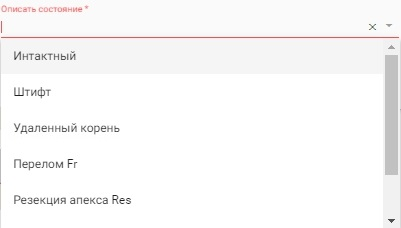 Описать состояние *
Интактный
Штифт
Удаленный корень
Перелом Fr
Резекция апекса Res